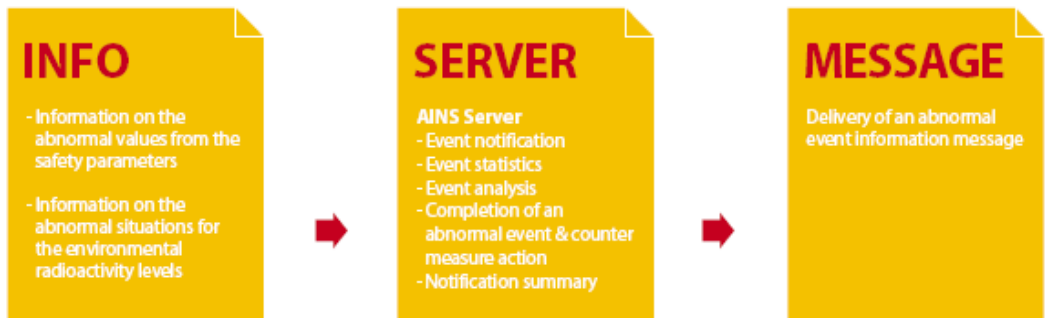 INFO
- Information on the
abnormal values from the
safety parameters
- Information on the
abnormal situations for
the environmental
radioactivity levels
SERVER
AINS Server
- Event notification
- Event statistics
- Event analysis
- Completion of an
abnormal event & counter
measure action
- Notification summary
MESSAGE
Delivery of an abnormal
event information message